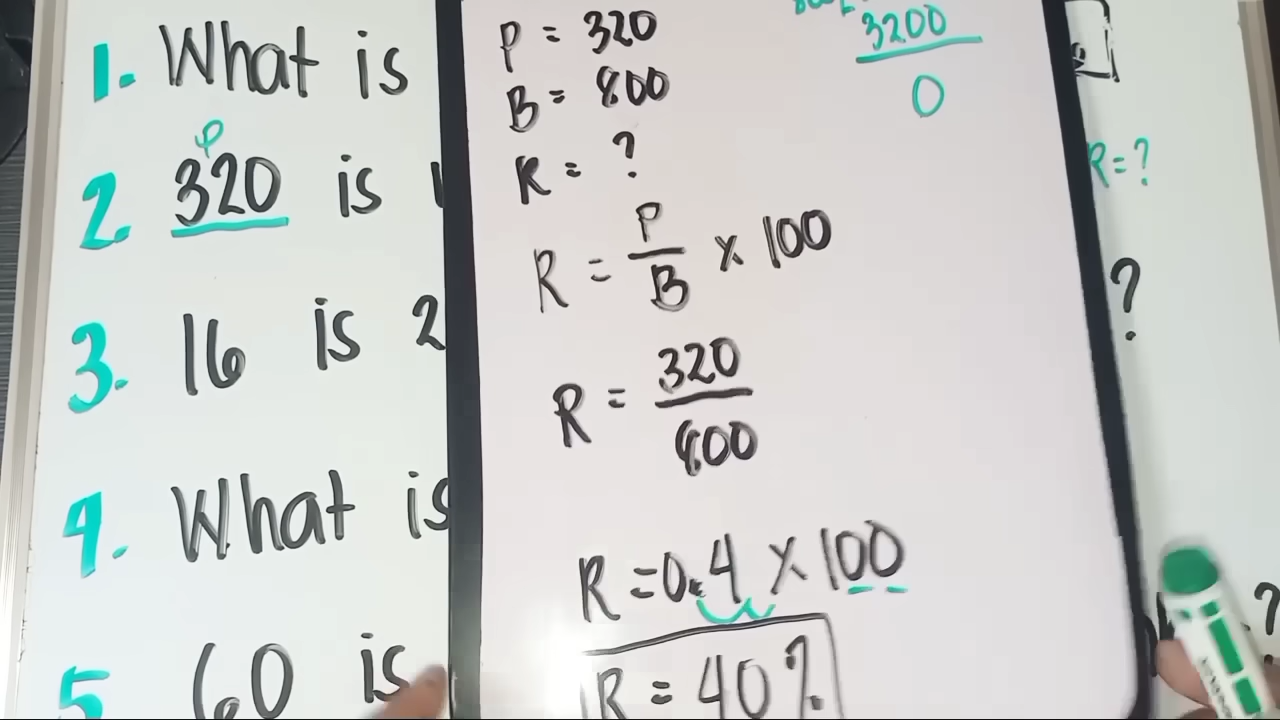 1. What is
P
2. 320 is
3. 16 is 2
4. What is
5. 60 is
P = 320
B = 800
R = ?
R = P/B × 100
R = 320/800
R = 0.4 × 100
R = 40%
3200
0
R = ?
?
?